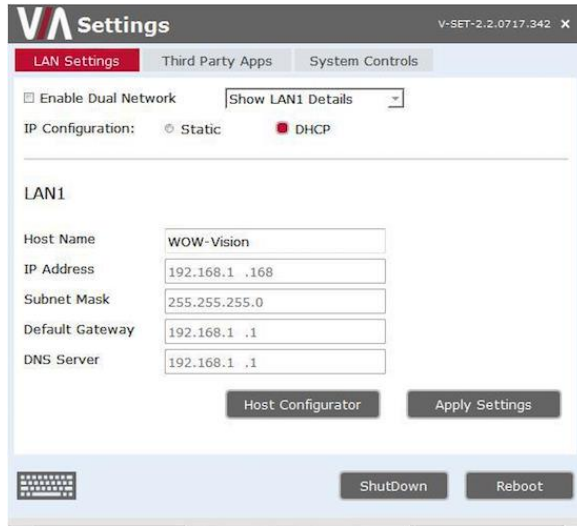 VIA Settings V-SET-2.2.0717.342 X
LAN Settings Third Party Apps System Controls
Enable Dual Network Show LAN1 Details
IP Configuration: Static DHCP
LAN1
Host Name WOW-Vision
IP Address 192.168.1 .168
Subnet Mask 255.255.255.0
Default Gateway 192.168.1 .1
DNS Server 192.168.1 .1
Host Configurator Apply Settings
ShutDown Reboot